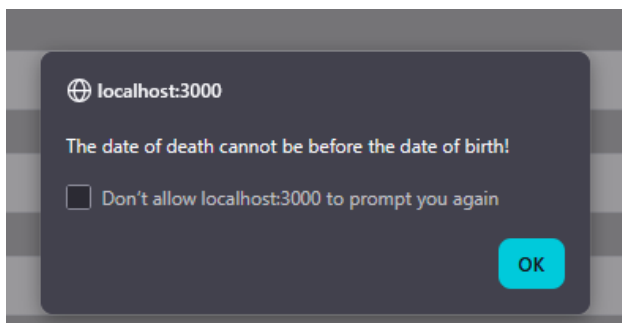 localhost:3000
The date of death cannot be before the date of birth!
Don't allow localhost:3000 to prompt you again
OK